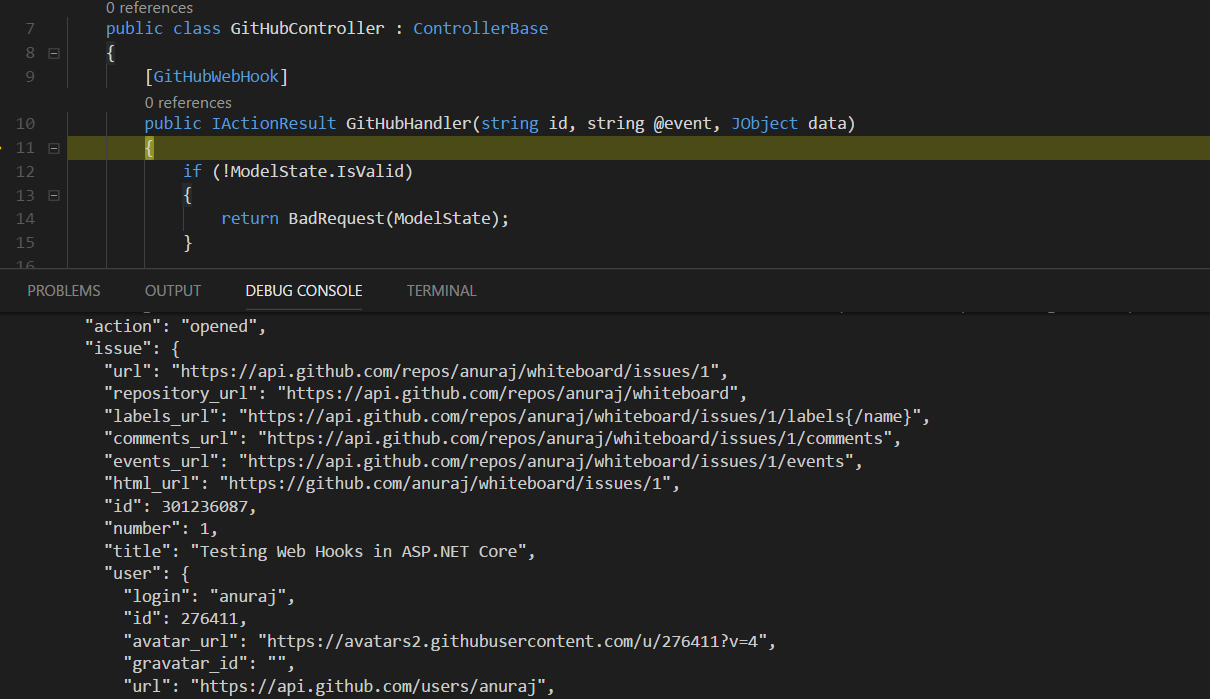 0 references
7 public class GitHubController : ControllerBase
8 {
9 [GitHubWebHook]
0 references
10 public IActionResult GitHubHandler(string id, string @event, JObject data)
11 {
12 if (!ModelState.IsValid)
13 {
14 return BadRequest(ModelState);
15 }
16
PROBLEMS OUTPUT DEBUG CONSOLE TERMINAL
"action": "opened",
"issue": {
"url": "https://api.github.com/repos/anuraj/whiteboard/issues/1",
"repository_url": "https://api.github.com/repos/anuraj/whiteboard",
"labels_url": "https://api.github.com/repos/anuraj/whiteboard/issues/1/labels{/name}",
"comments_url": "https://api.github.com/repos/anuraj/whiteboard/issues/1/comments",
"events_url": "https://api.github.com/repos/anuraj/whiteboard/issues/1/events",
"html_url": "https://github.com/anuraj/whiteboard/issues/1",
"id": 301236087,
"number": 1,
"title": "Testing Web Hooks in ASP.NET Core",
"user": {
"login": "anuraj",
"id": 276411,
"avatar_url": "https://avatars2.githubusercontent.com/u/276411?v=4",
"gravatar_id": "",
"url": "https://api.github.com/users/anuraj",